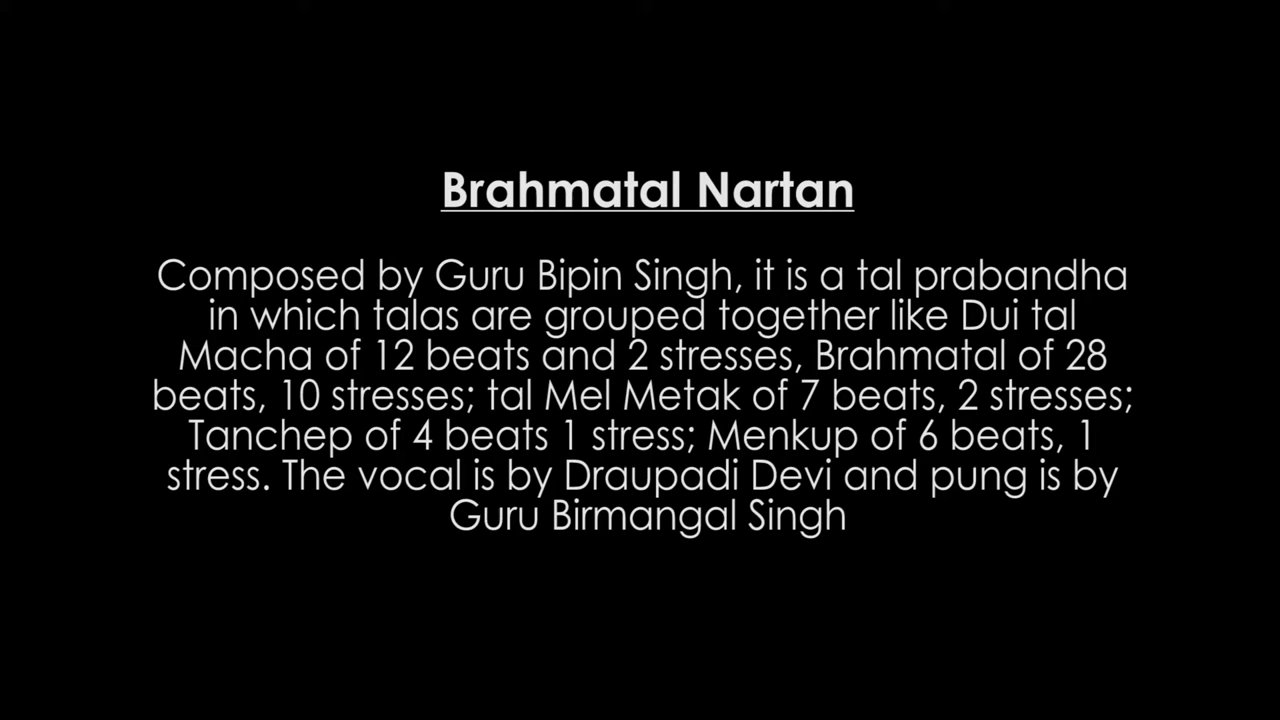 Brahmatal Nartan
Composed by Guru Bipin Singh, it is a tal prabandha
in which talas are grouped together like Dui tal
Macha of 12 beats and 2 stresses, Brahmatal of 28
beats, 10 stresses; tal Mel Metak of 7 beats, 2 stresses;
Tanchep of 4 beats 1 stress; Menkup of 6 beats, 1
stress. The vocal is by Draupadi Devi and pung is by
Guru Birmangal Singh